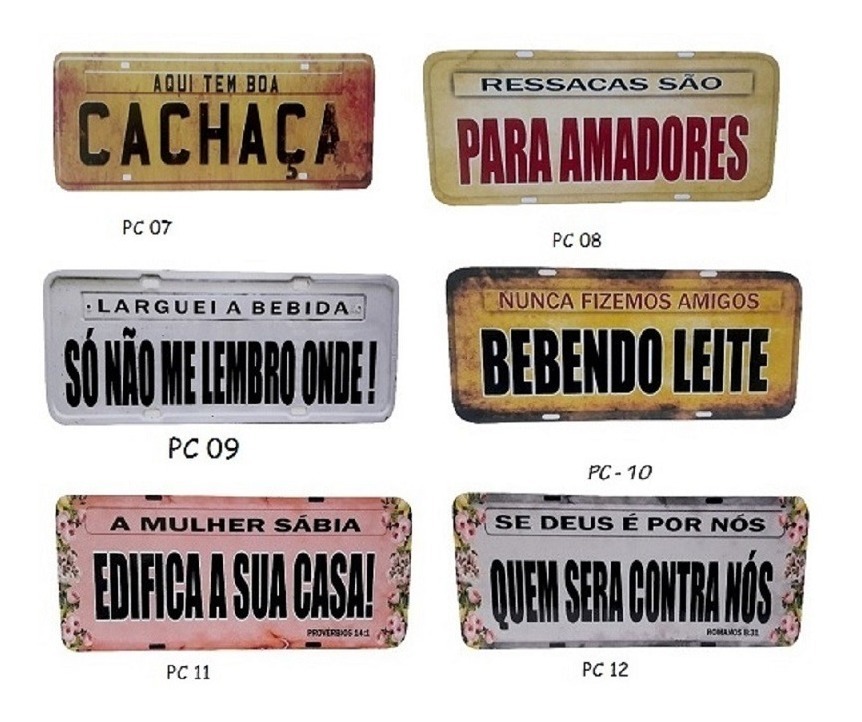 AQUI TEM BOA
CACHAÇA
PC 07
RESSACAS SÃO
PARA AMADORES
PC 08
LARGUEI A BEBIDA
SÓ NÃO ME LEMBRO ONDE!
PC 09
NUNCA FIZEMOS AMIGOS
BEBENDO LEITE
PC - 10
A MULHER SÁBIA
EDIFICA A SUA CASA!
PROVÉRBIOS 14:1
PC 11
SE DEUS É POR NÓS
QUEM SERA CONTRA NÓS
ROMANOS 8:31
PC 12